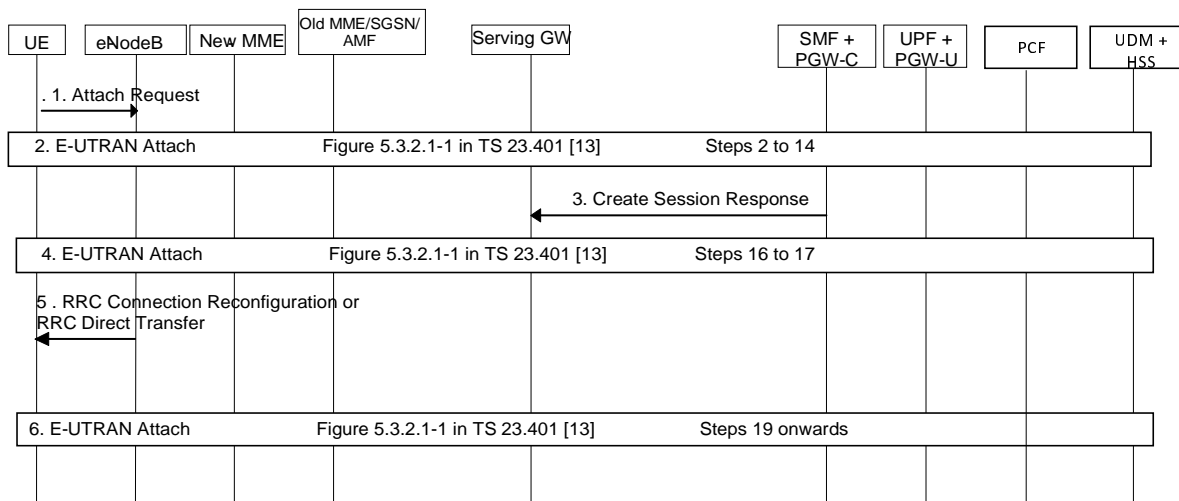 UE
eNodeB
New MME
Old MME/SGSN/
AMF
Serving GW
SMF +
PGW-C
UPF +
PGW-U
PCF
UDM +
HSS
. 1. Attach Request
2. E-UTRAN Attach Figure 5.3.2.1-1 in TS 23.401 [13] Steps 2 to 14
3. Create Session Response
4. E-UTRAN Attach Figure 5.3.2.1-1 in TS 23.401 [13] Steps 16 to 17
5 . RRC Connection Reconfiguration or
RRC Direct Transfer
6. E-UTRAN Attach Figure 5.3.2.1-1 in TS 23.401 [13] Steps 19 onwards